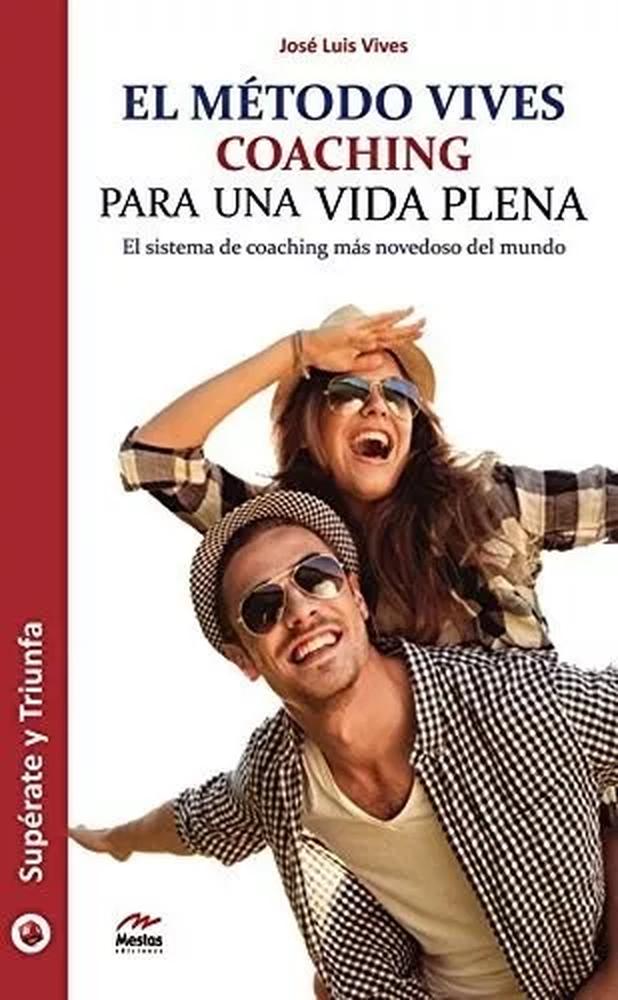 José Luis Vives
EL MÉTODO VIVES
COACHING
PARA UNA VIDA PLENA
El sistema de coaching más novedoso del mundo
Supérate y Triunfa
Mestas
ediciones